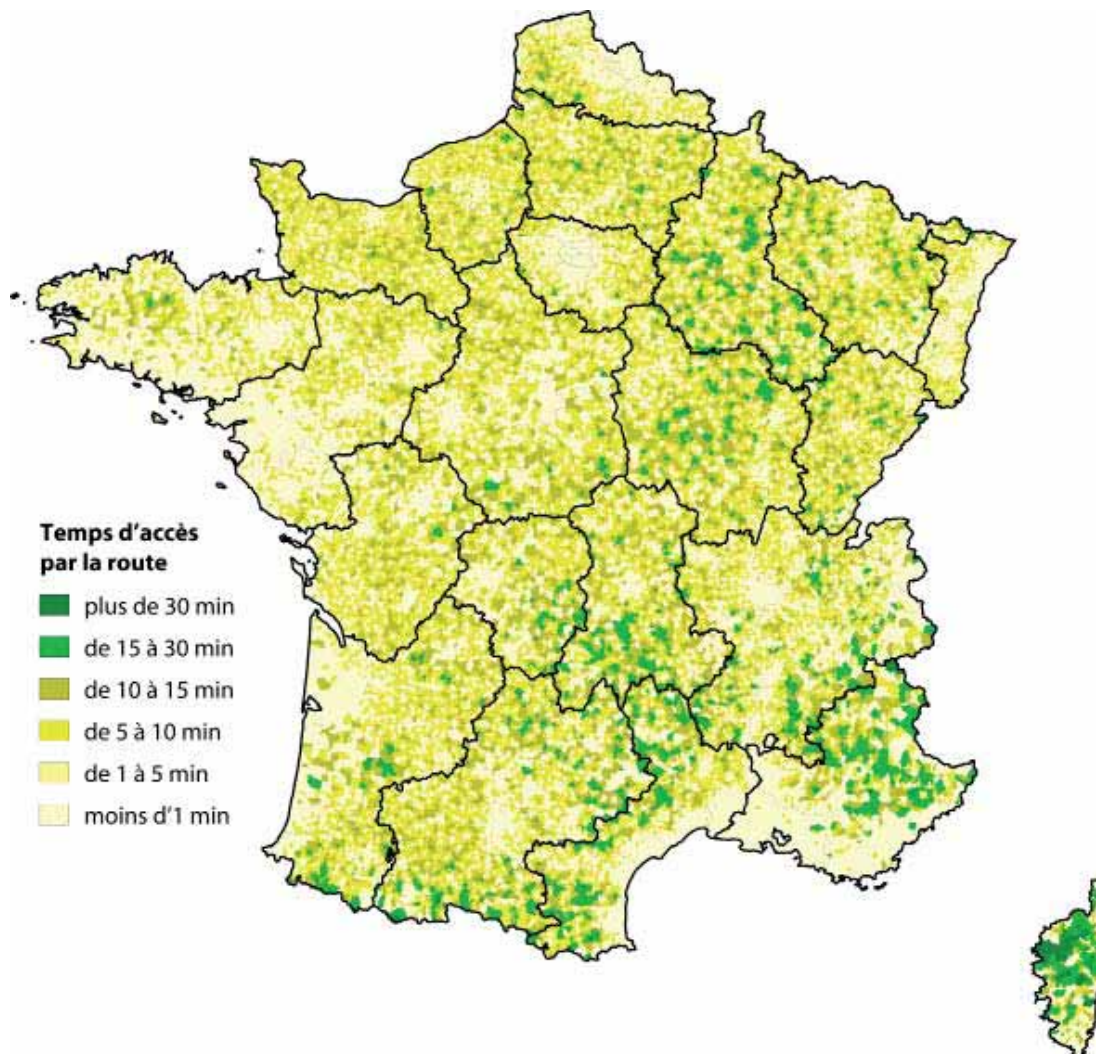 Temps d'accès
par la route
plus de 30 min
de 15 à 30 min
de 10 à 15 min
de 5 à 10 min
de 1 à 5 min
moins d'1 min